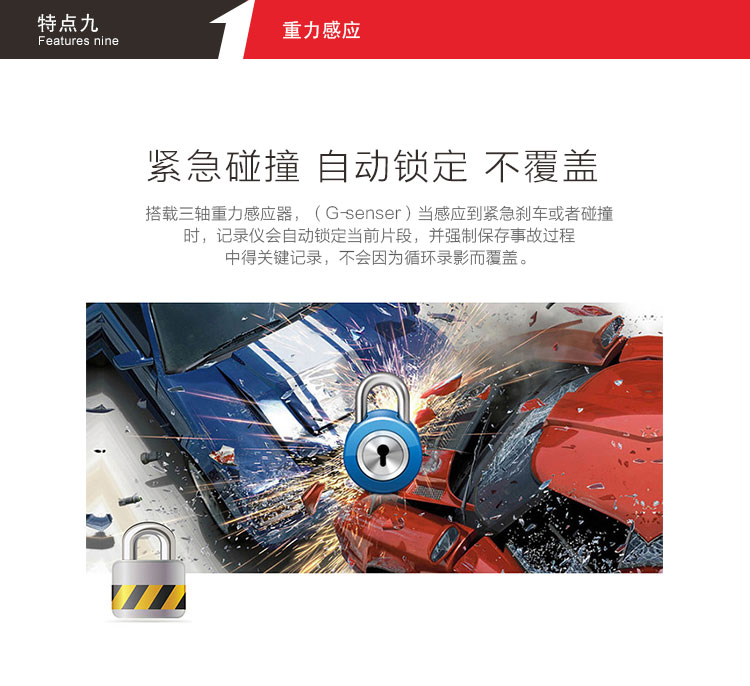 特点九
Features nine
重力感应
紧急碰撞 自动锁定 不覆盖
搭载三轴重力感应器，（G-senser）当感应到紧急刹车或者碰撞
时，记录仪会自动锁定当前片段，并强制保存事故过程
中得关键记录，不会因为循环录影而覆盖。